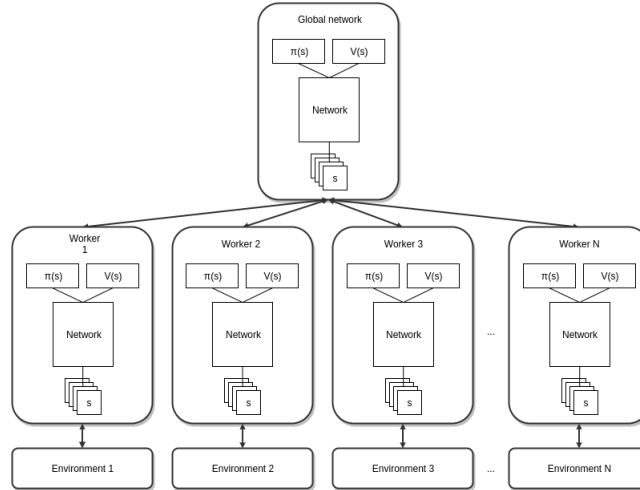 Global network
π(s) V(s)
Network
s
Worker
1
Worker 2
Worker 3
Worker N
π(s) V(s) π(s) V(s) π(s) V(s) π(s) V(s)
Network Network Network ... Network
s s s s
Environment 1 Environment 2 Environment 3 ... Environment N